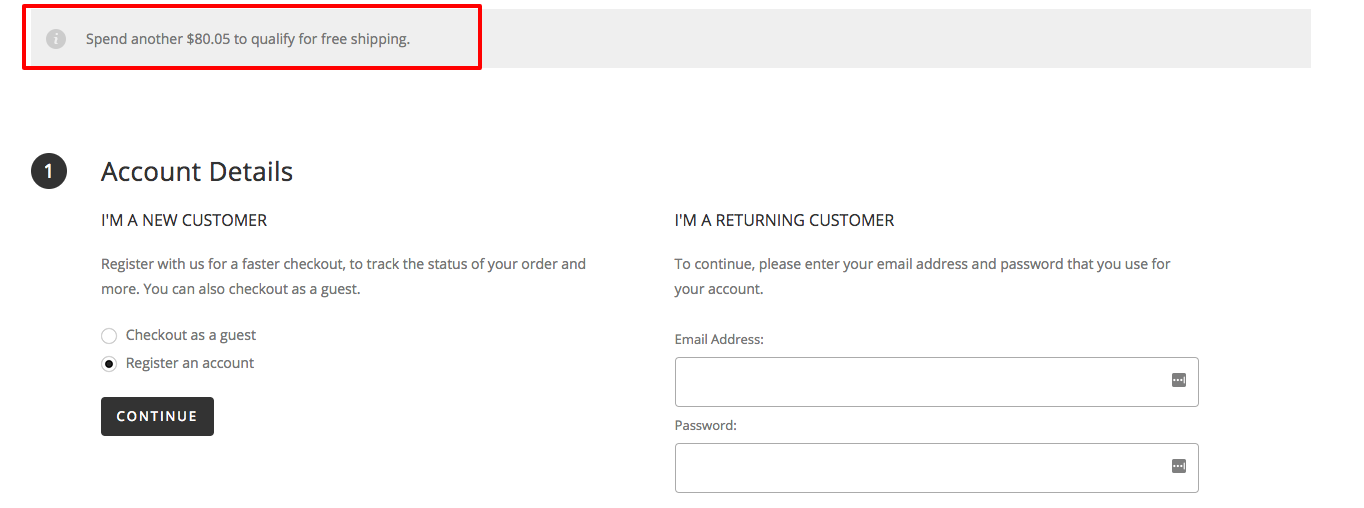 Spend another $80.05 to qualify for free shipping.
1
Account Details
I'M A NEW CUSTOMER
Register with us for a faster checkout, to track the status of your order and
more. You can also checkout as a guest.
Checkout as a guest
Register an account
CONTINUE
I'M A RETURNING CUSTOMER
To continue, please enter your email address and password that you use for
your account.
Email Address:
Password: